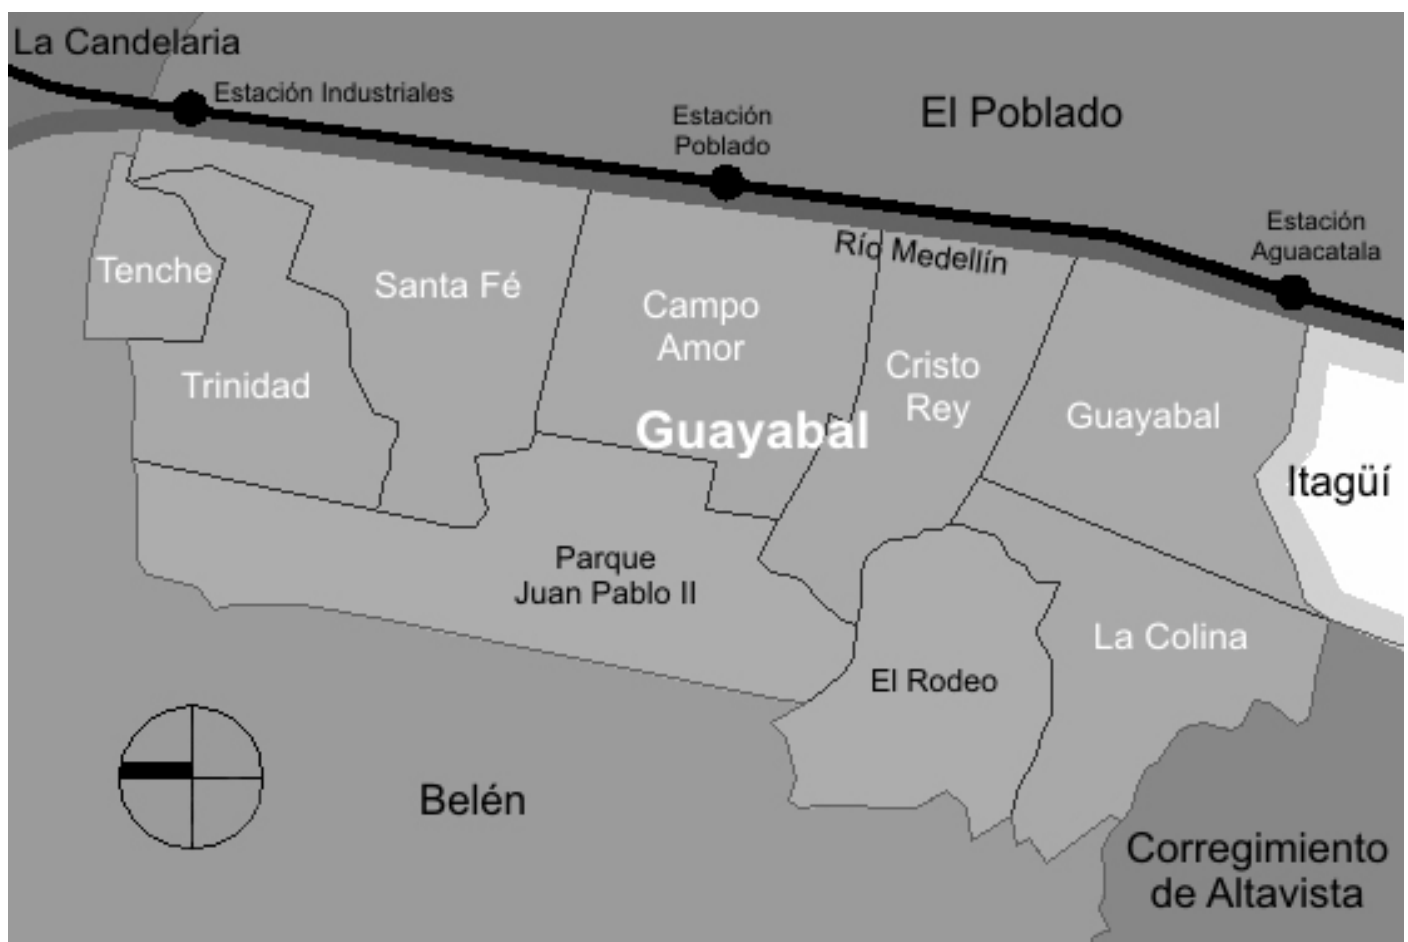 La Candelaria
Estación Industriales
Estación
Poblado
El Poblado
Estación
Aguacatala
Río Medellín
Tenche
Santa Fé
Campo
Amor
Cristo
Rey
Trinidad
Guayabal
Guayabal
Itagüí
Parque
Juan Pablo II
La Colina
El Rodeo
Belén
Corregimiento
de Altavista